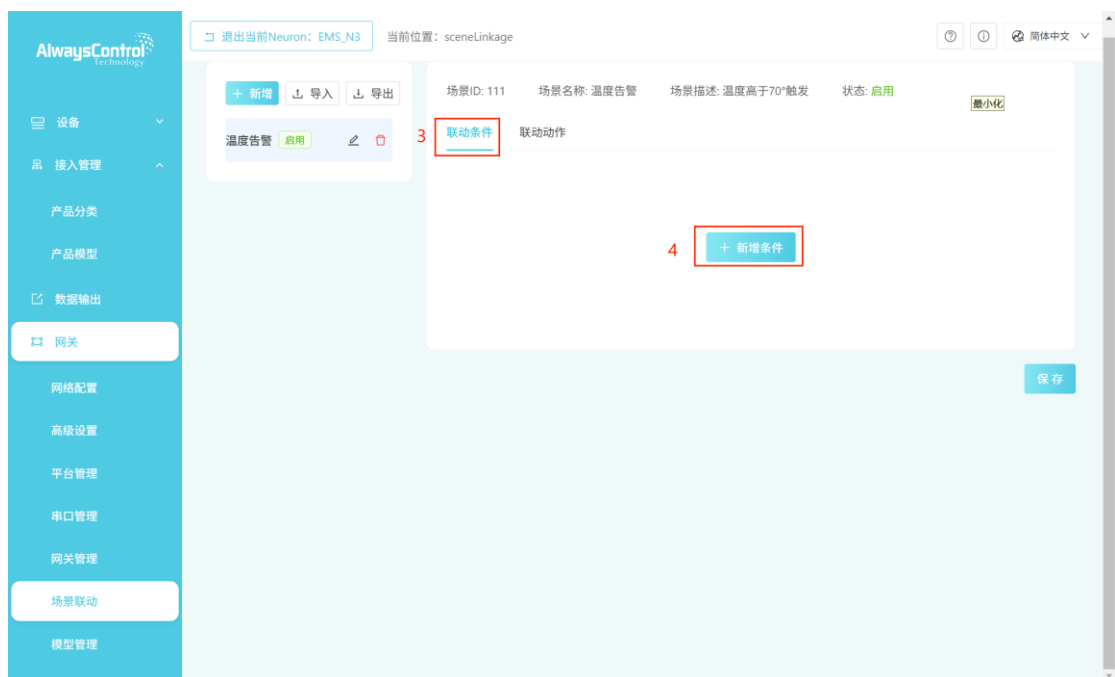 AlwaysControl
Technology
退出当前Neuron：EMS_N3
当前位置：sceneLinkage
简体中文
设备
接入管理
产品分类
产品模型
数据输出
网关
网络配置
高级设置
平台管理
串口管理
网关管理
场景联动
模型管理
+ 新增
导入
导出
温度告警 启用
场景ID: 111 场景名称: 温度告警 场景描述: 温度高于70°触发 状态: 启用
最小化
3 联动条件 联动动作
4 + 新增条件
保存